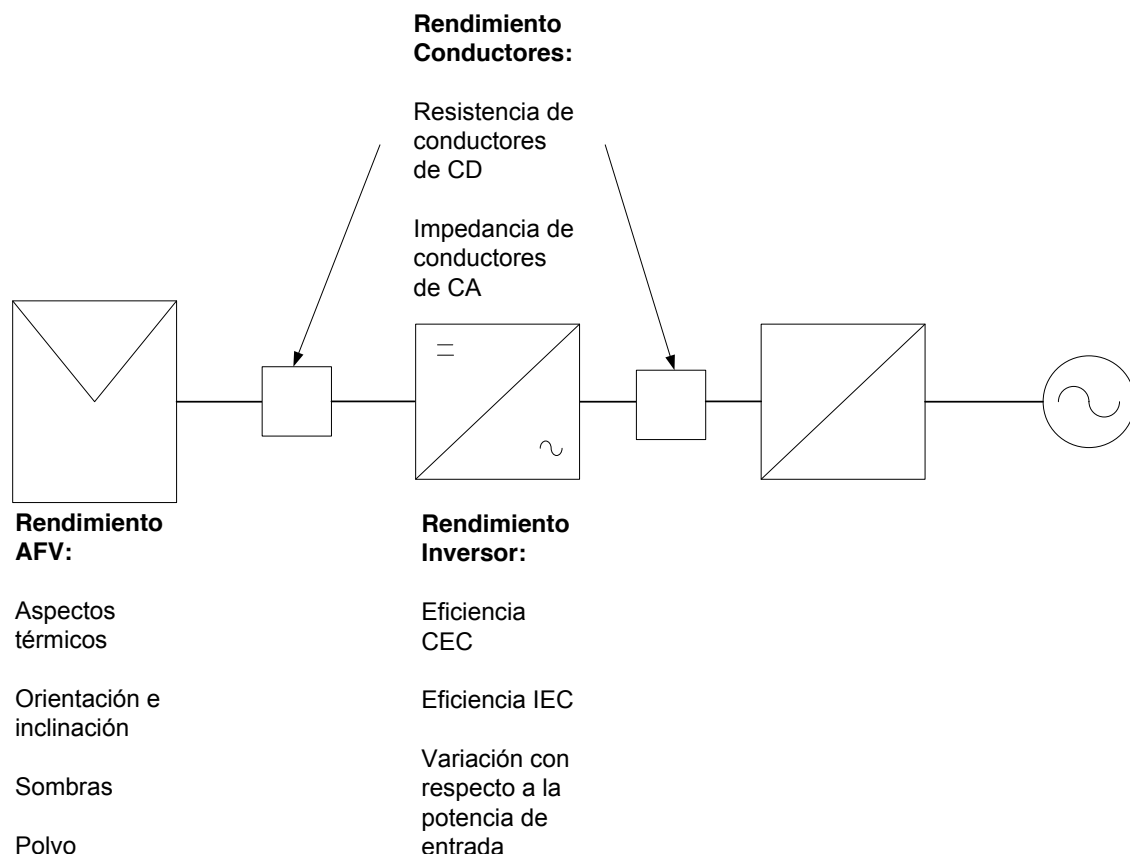 Rendimiento
Conductores:
Resistencia de
conductores
de CD
Impedancia de
conductores
de CA
Rendimiento
AFV:
Aspectos
térmicos
Orientación e
inclinación
Sombras
Polvo
Rendimiento
Inversor:
Eficiencia
CEC
Eficiencia IEC
Variación con
respecto a la
potencia de
entrada